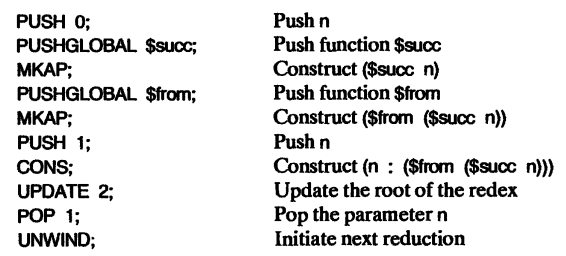 PUSH 0; Push n
PUSHGLOBAL $succ; Push function $succ
MKAP; Construct ($succ n)
PUSHGLOBAL $from; Push function $from
MKAP; Construct ($from ($succ n))
PUSH 1; Push n
CONS; Construct (n : ($from ($succ n)))
UPDATE 2; Update the root of the redex
POP 1; Pop the parameter n
UNWIND; Initiate next reduction